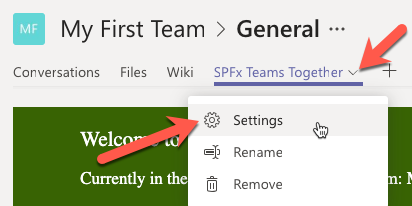 MF My First Team > General ...
Conversations Files Wiki SPFx Teams Together +
Settings
Welcome to
Rename
Currently in the
Remove